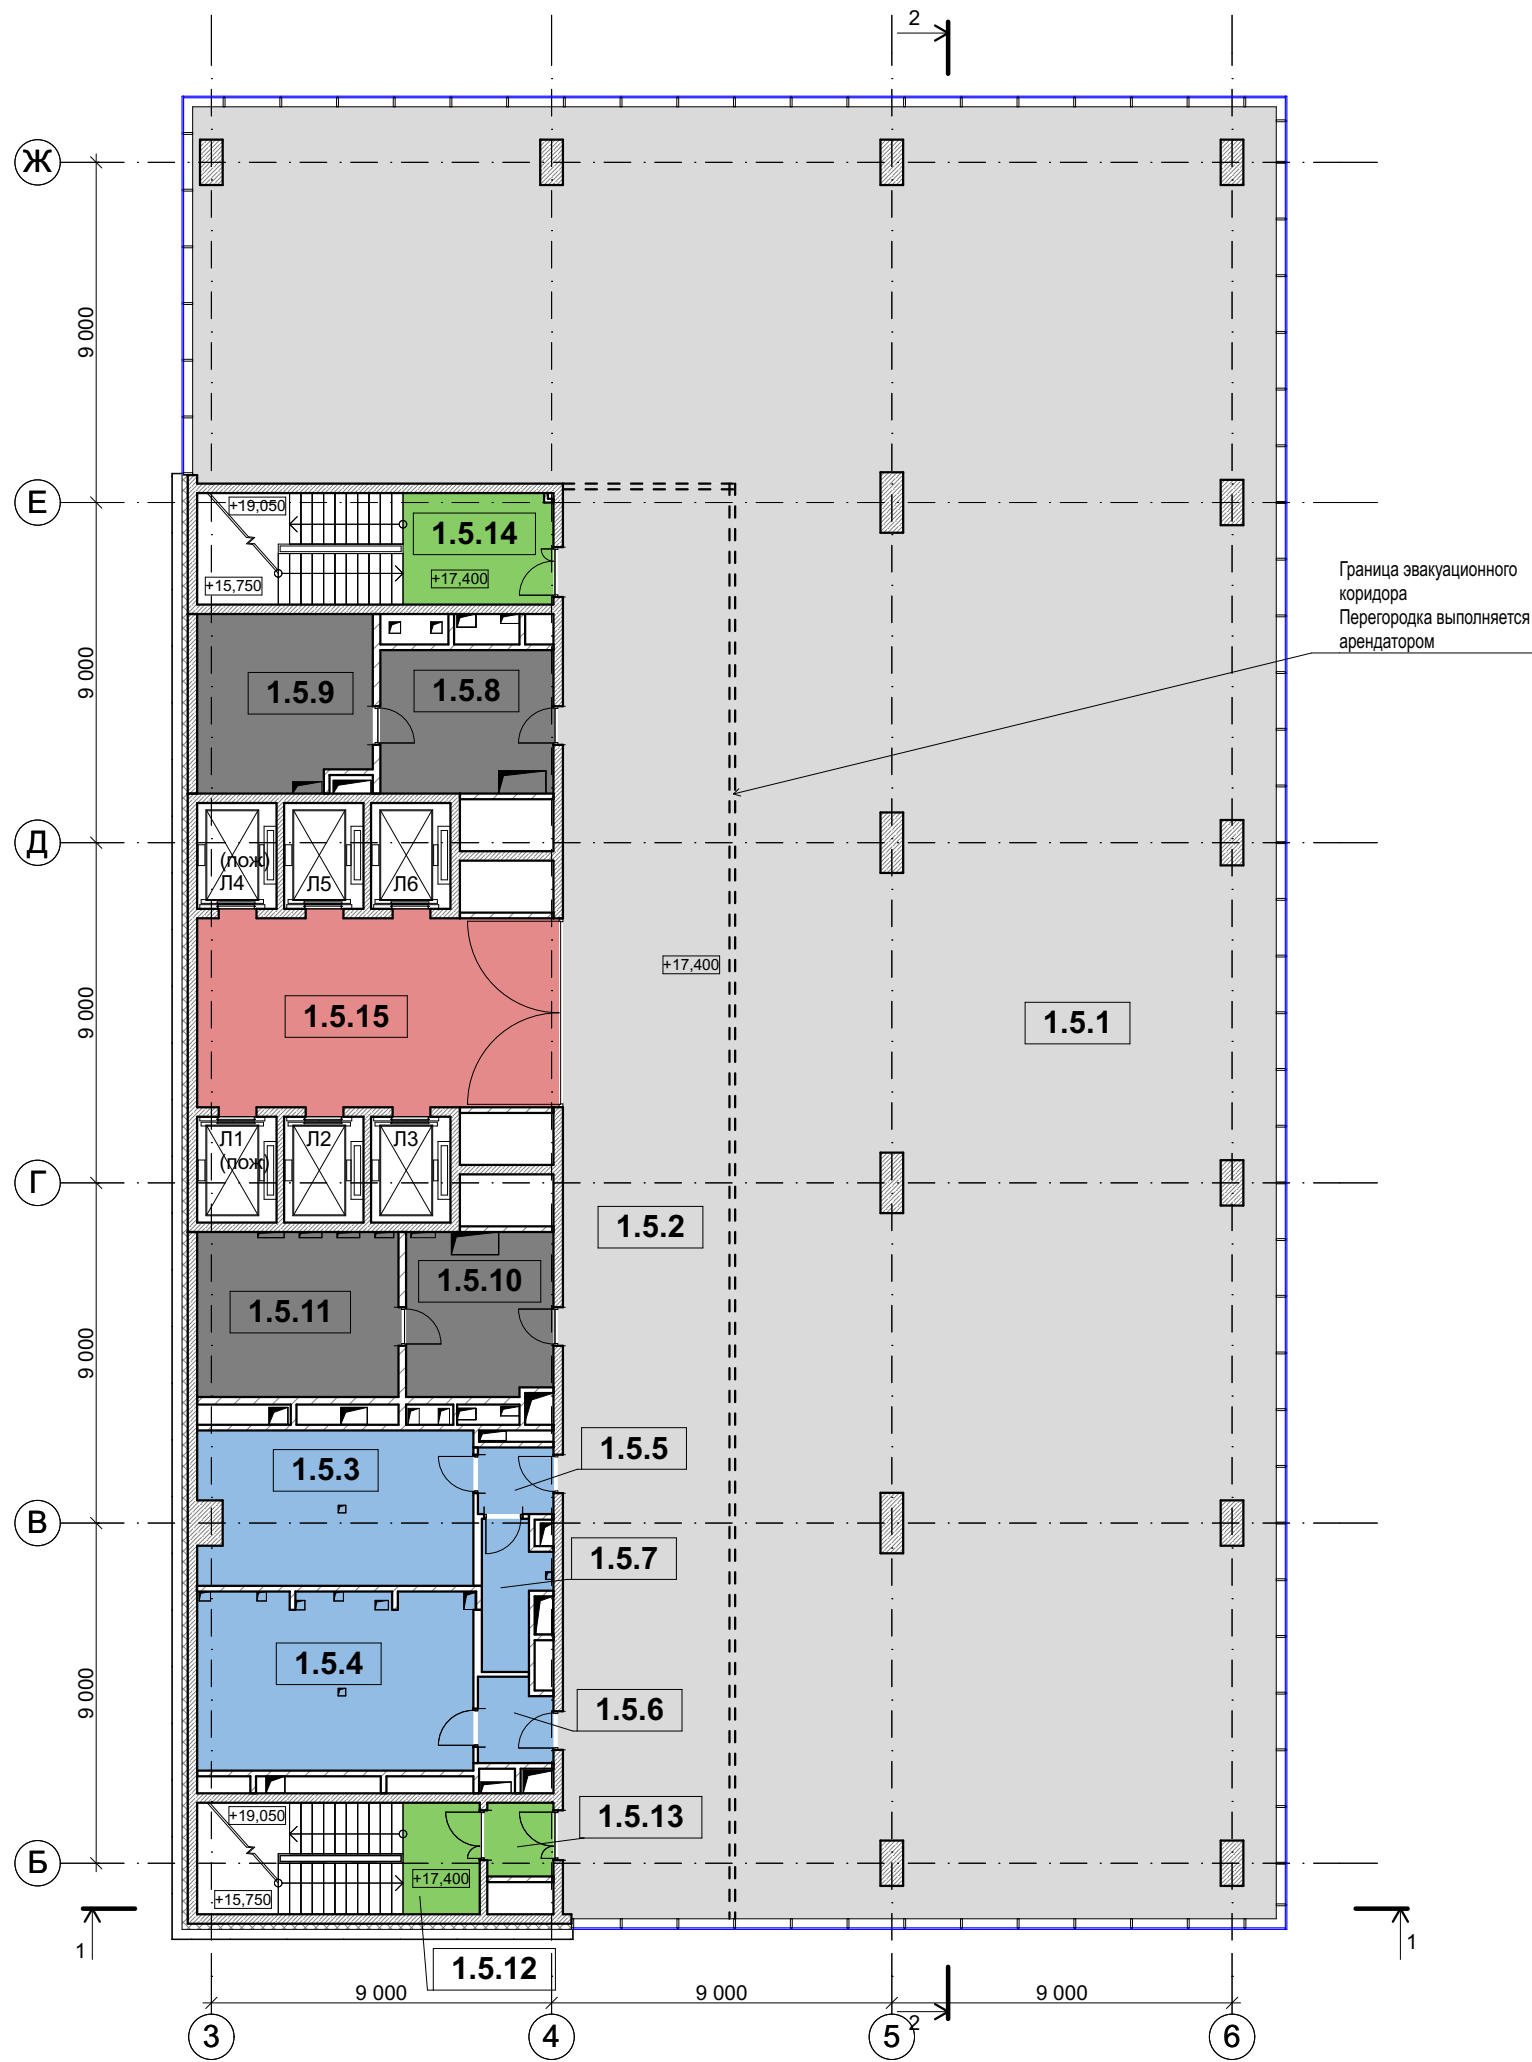 2
Ж
9 000
Е
+19,050
1.5.14
+17,400
+15,750
Граница эвакуационного
коридора
Перегородка выполняется
арендатором
9 000
1.5.9
1.5.8
Д
(пож)
Л4
Л5
Л6
+17,400
9 000
1.5.15
1.5.1
Л1
(пож)
Л2
Л3
Г
1.5.2
1.5.10
1.5.11
9 000
1.5.5
1.5.3
В
1.5.7
1.5.4
9 000
1.5.6
+19,050
1.5.13
Б
+17,400
+15,750
1
1
1.5.12
9 000
9 000
9 000
2
3
4
5
6